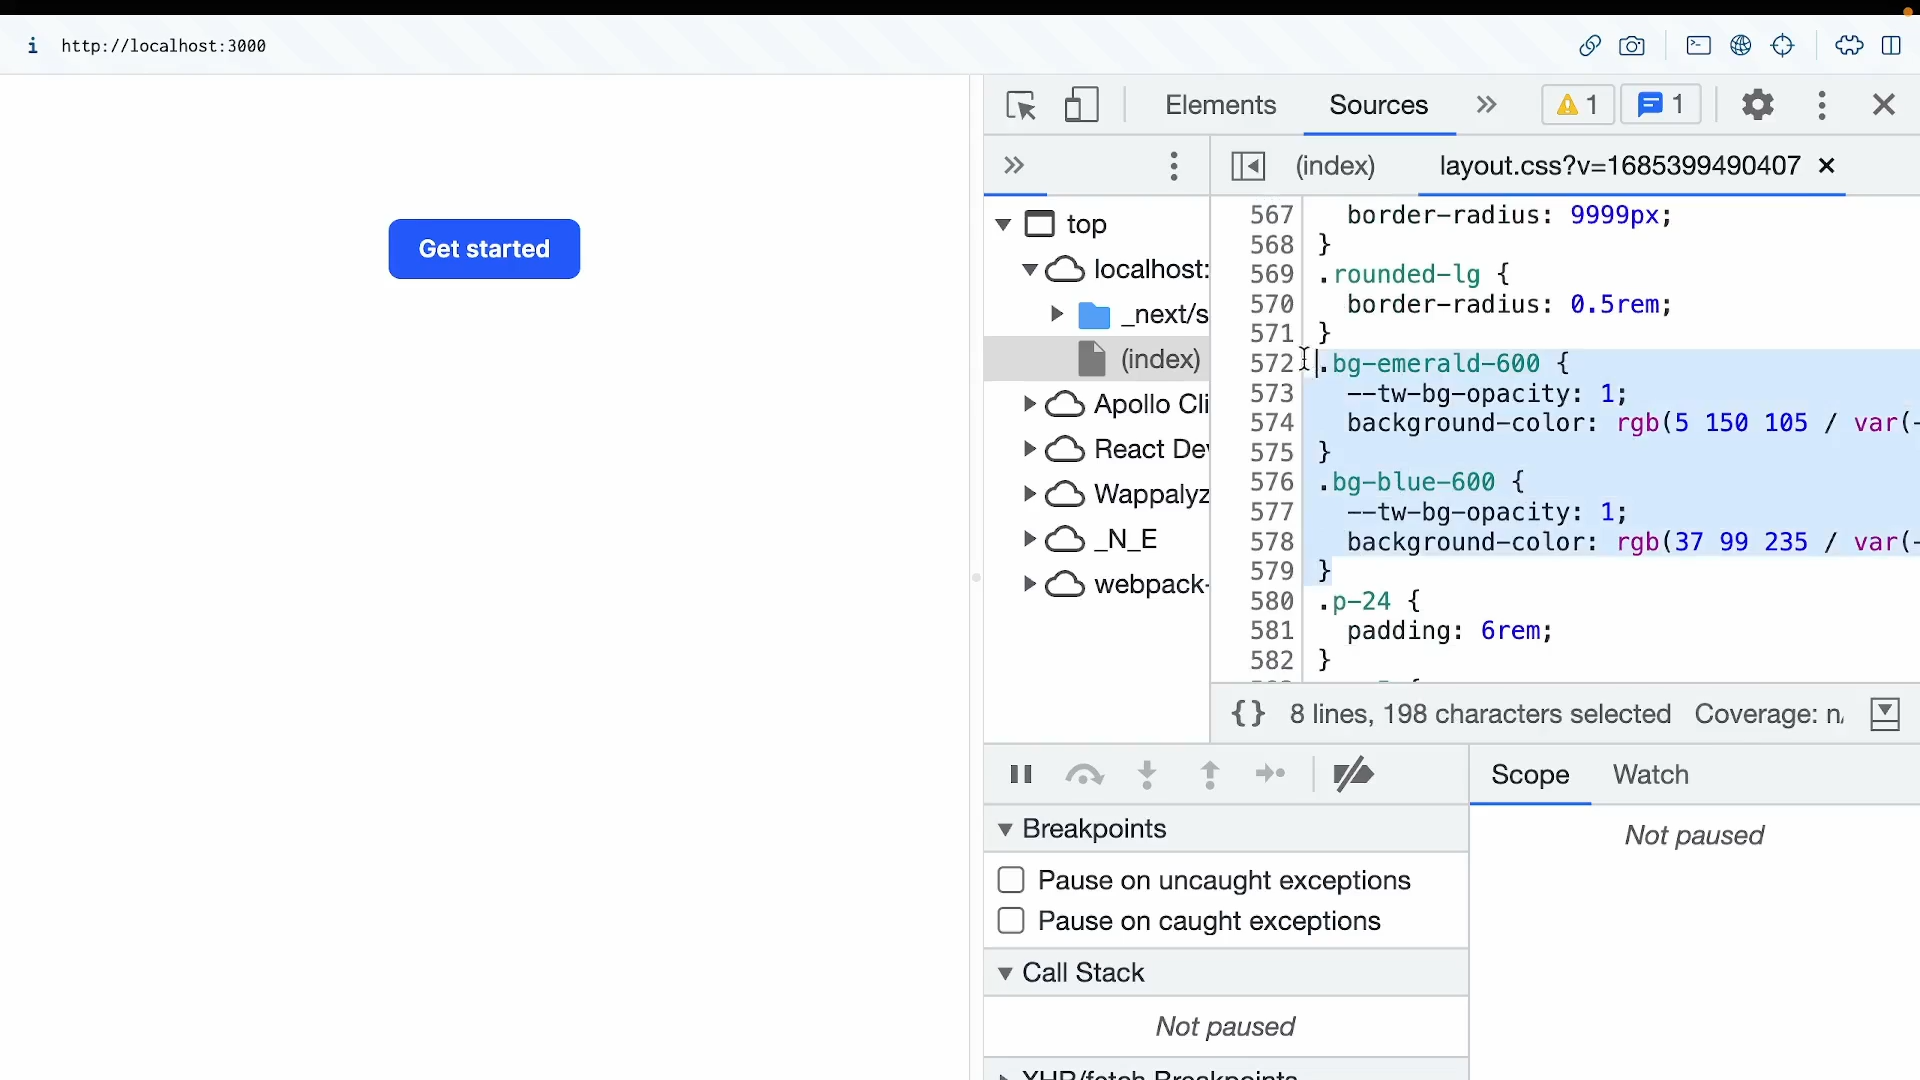 i http://localhost:3000
Get started
Elements Sources 1 1
(index) layout.css?v=1685399490407
top
localhost:
_next/s
(index)
Apollo Cli
React De
Wappalyz
_N_E
webpack-
567 border-radius: 9999px;
568 }
569 .rounded-lg {
570 border-radius: 0.5rem;
571 }
572 .bg-emerald-600 {
573 --tw-bg-opacity: 1;
574 background-color: rgb(5 150 105 / var(-
575 }
576 .bg-blue-600 {
577 --tw-bg-opacity: 1;
578 background-color: rgb(37 99 235 / var(-
579 }
580 .p-24 {
581 padding: 6rem;
582 }
{} 8 lines, 198 characters selected Coverage: n/
Scope Watch
Breakpoints
Not paused
Pause on uncaught exceptions
Pause on caught exceptions
Call Stack
Not paused
XHR/fetch Breakpoints